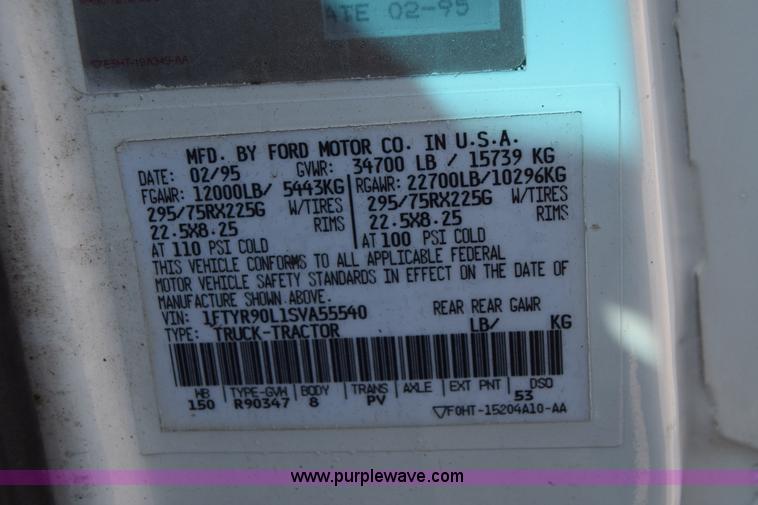 ATE 02-95
MFD. BY FORD MOTOR CO. IN U.S.A.
DATE: 02/95 GVWR: 34700 LB / 15739 KG
FGAWR: 12000LB/ 5443KG RGAWR: 22700LB/10296KG
295/75RX225G W/TIRES 295/75RX225G W/TIRES
22.5X8.25 RIMS 22.5X8.25 RIMS
AT 110 PSI COLD AT 100 PSI COLD
THIS VEHICLE CONFORMS TO ALL APPLICABLE FEDERAL
MOTOR VEHICLE SAFETY STANDARDS IN EFFECT ON THE DATE OF
MANUFACTURE SHOWN ABOVE.
VIN: 1FTYR90L1SVA55540 REAR REAR GAWR
TYPE: TRUCK-TRACTOR LB/ KG
WB TYPE-GVW BODY TRANS AXLE EXT PNT DSO
150 R90347 8 PV 53
F0HT-15204A10-AA
www.purplewave.com